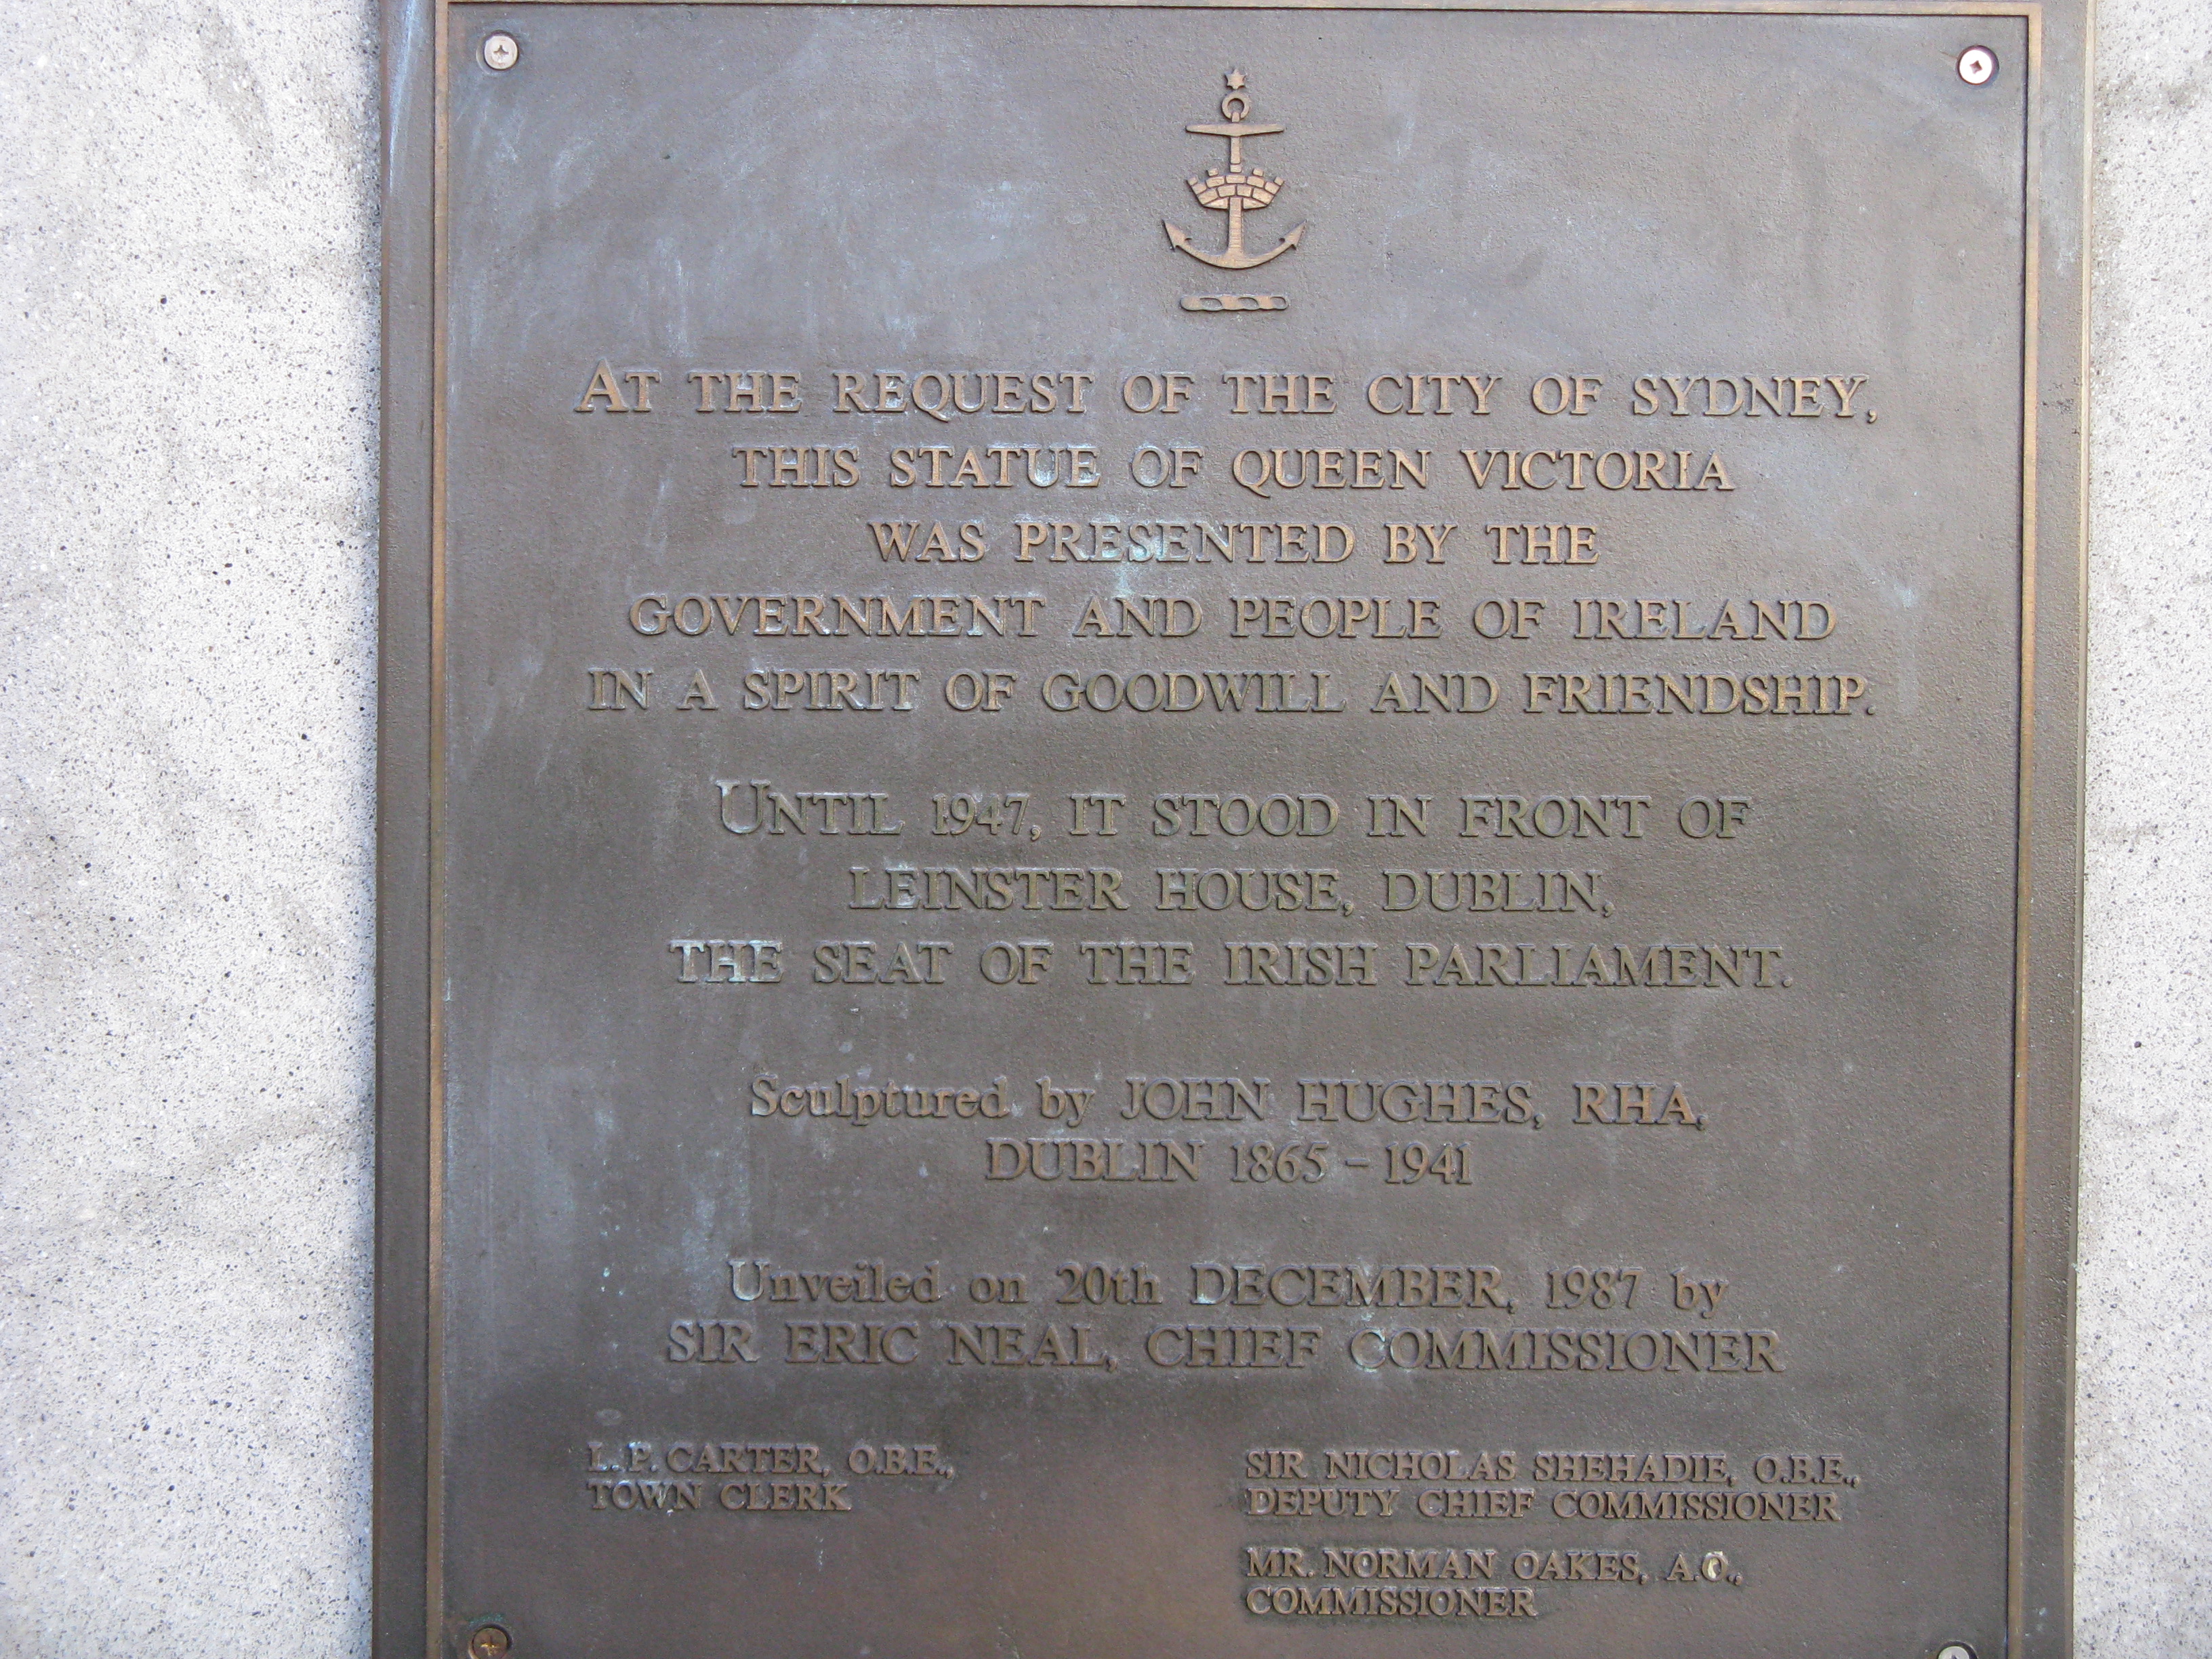 AT THE REQUEST OF THE CITY OF SYDNEY,
THIS STATUE OF QUEEN VICTORIA
WAS PRESENTED BY THE
GOVERNMENT AND PEOPLE OF IRELAND
IN A SPIRIT OF GOODWILL AND FRIENDSHIP.
UNTIL 1947, IT STOOD IN FRONT OF
LEINSTER HOUSE, DUBLIN,
THE SEAT OF THE IRISH PARLIAMENT.
Sculptured by JOHN HUGHES, RHA,
DUBLIN 1865 – 1941
Unveiled on 20th DECEMBER, 1987 by
SIR ERIC NEAL, CHIEF COMMISSIONER
L. P. CARTER, O.B.E.,
TOWN CLERK
SIR NICHOLAS SHEHADIE, O.B.E.,
DEPUTY CHIEF COMMISSIONER
MR. NORMAN OAKES, A.O.,
COMMISSIONER